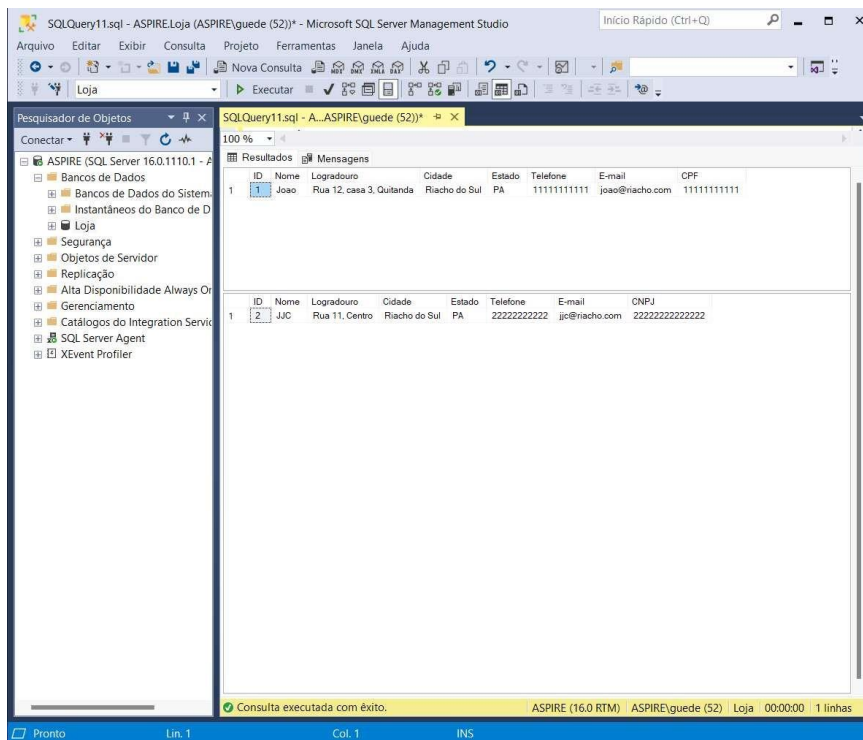 SQLQuery11.sql - ASPIRE.Loja (ASPIRE\guede (52))* - Microsoft SQL Server Management Studio
Início Rápido (Ctrl+Q)
Arquivo Editar Exibir Consulta Projeto Ferramentas Janela Ajuda
Nova Consulta MDX DMX XMLA DAX
Loja Executar
Pesquisador de Objetos
SQLQuery11.sql - A...ASPIRE\guede (52))*
Conectar
100 %
Resultados Mensagens
ASPIRE (SQL Server 16.0.1110.1 - A
Bancos de Dados
Bancos de Dados do Sistem
Instantâneos do Banco de D
Loja
Segurança
Objetos de Servidor
Replicação
Alta Disponibilidade Always Or
Gerenciamento
Catálogos do Integration Servic
SQL Server Agent
XEvent Profiler
ID Nome Logradouro Cidade Estado Telefone E-mail CPF
1 1 Joao Rua 12, casa 3, Quitanda Riacho do Sul PA 11111111111 joao@riacho.com 11111111111
ID Nome Logradouro Cidade Estado Telefone E-mail CNPJ
1 2 JJC Rua 11, Centro Riacho do Sul PA 22222222222 jjc@riacho.com 22222222222222
Consulta executada com êxito. ASPIRE (16.0 RTM) ASPIRE\guede (52) Loja 00:00:00 1 linhas
Pronto Lin. 1 Col. 1 INS